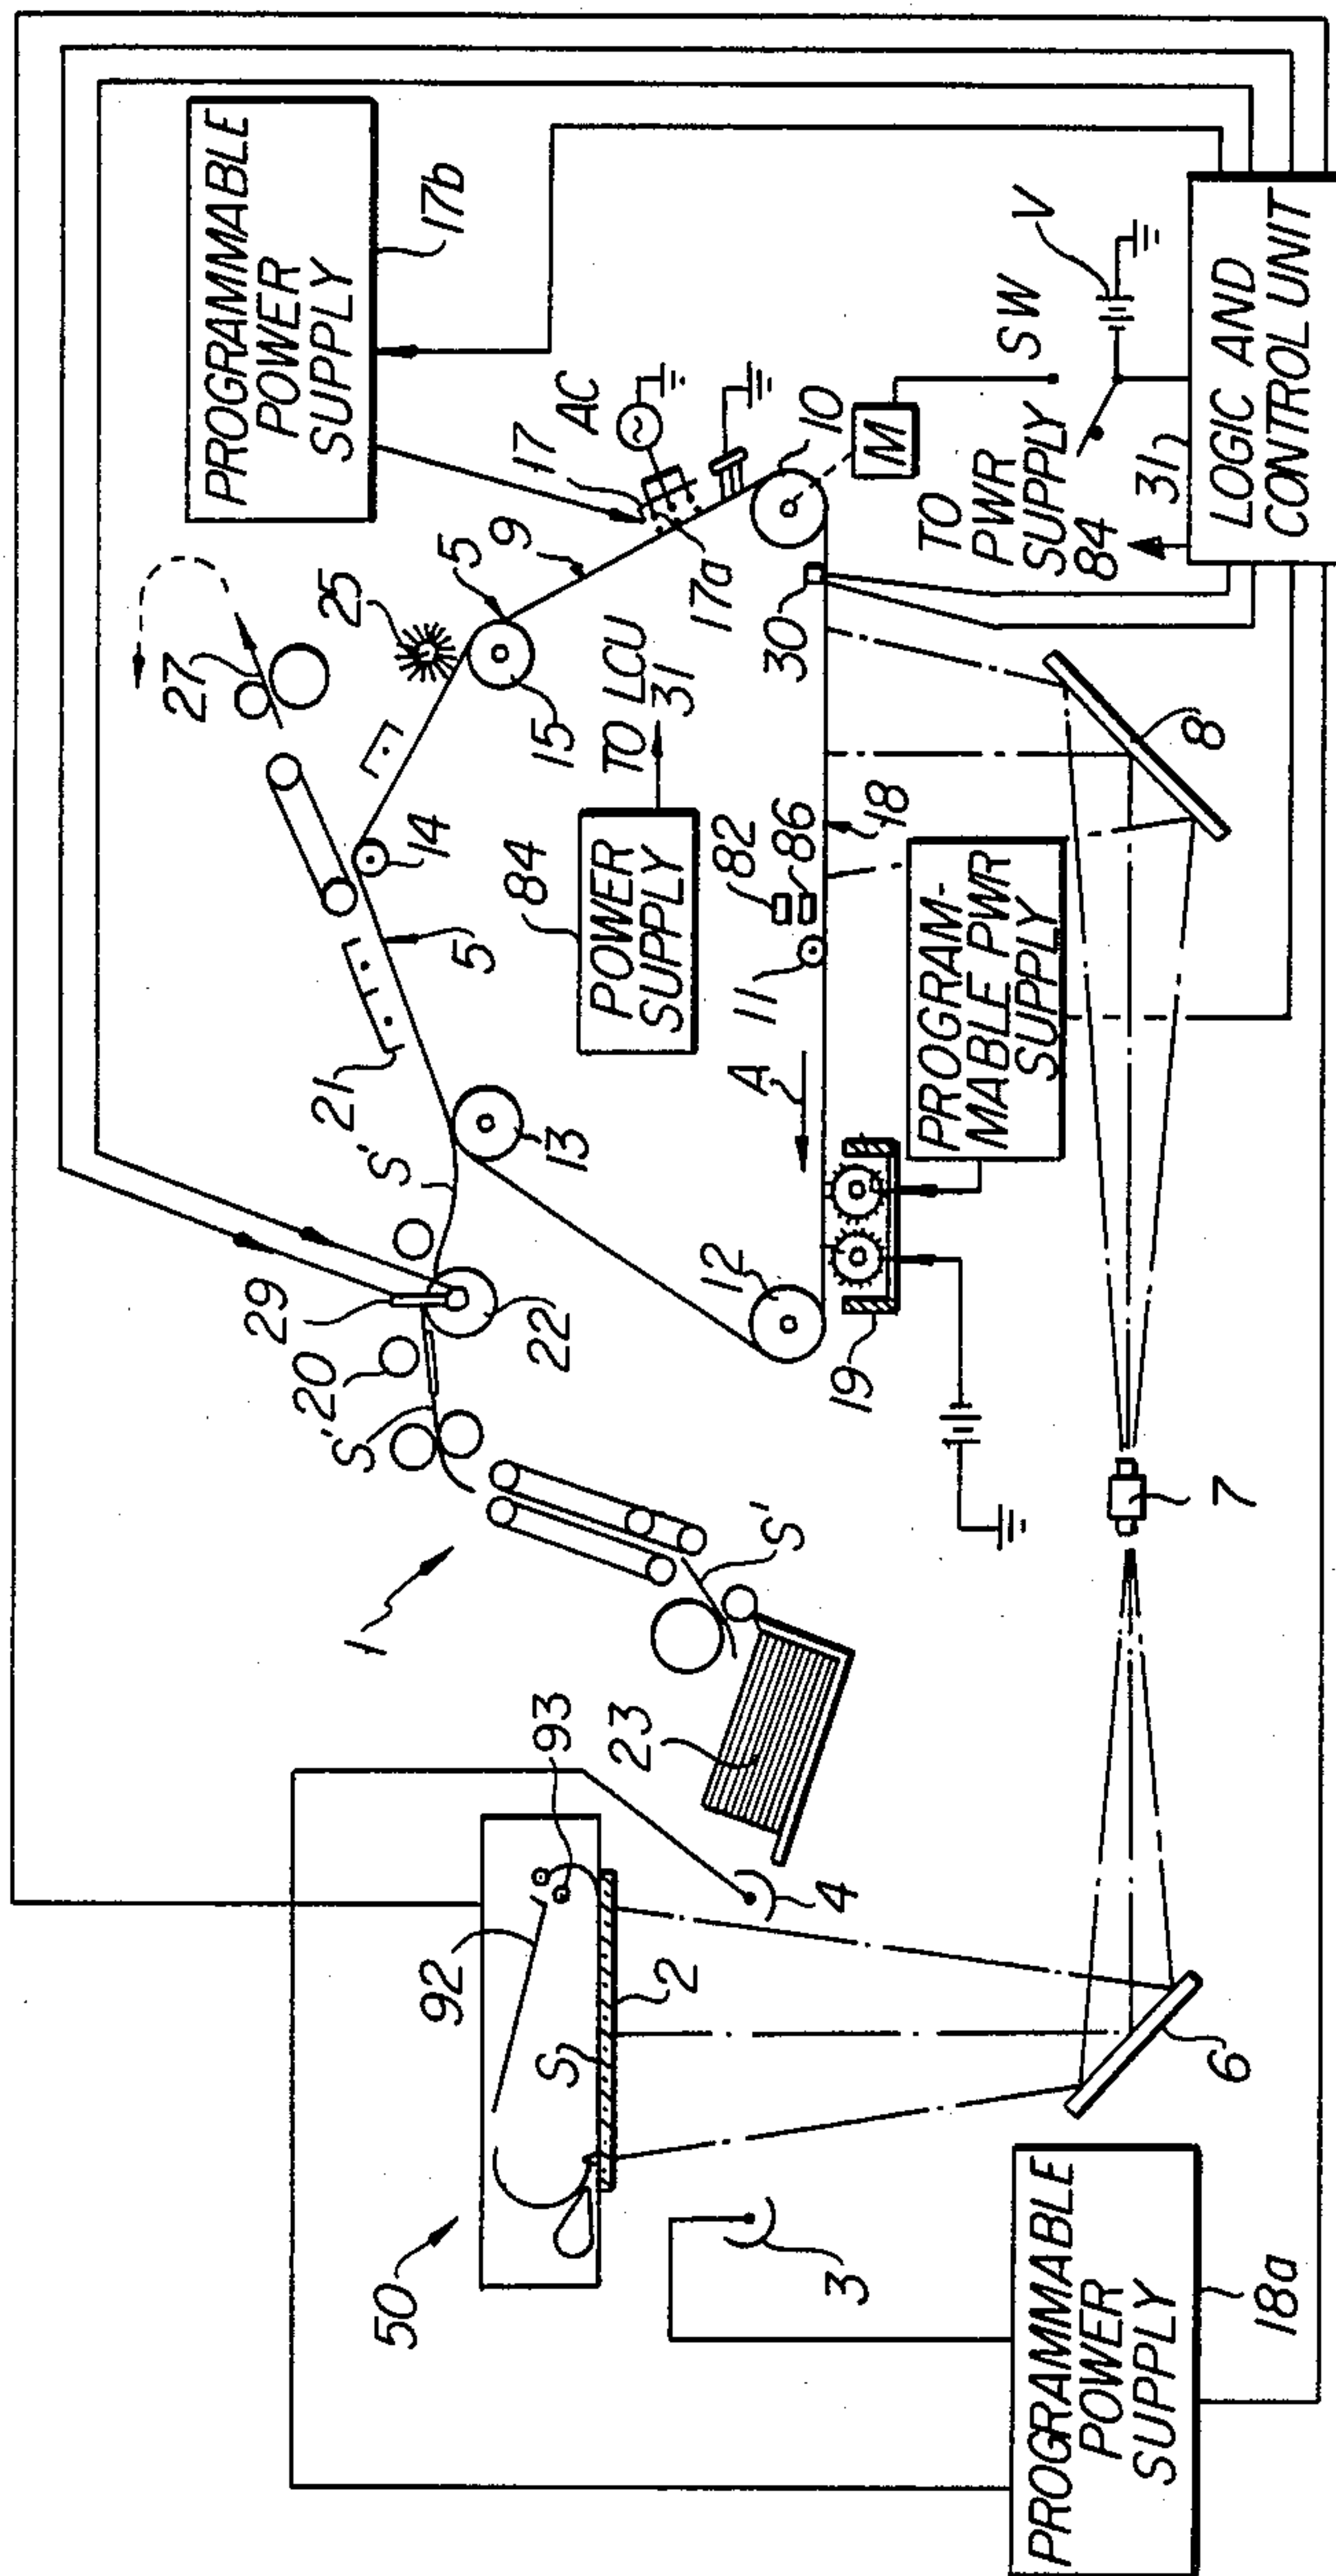 PROGRAMMABLE
POWER
SUPPLY
17b
27
25
5
9
17
AC
17a
10
M
SW
V
TO
PWR
SUPPLY
84
31
LOGIC AND
CONTROL UNIT
15
14
5
21
TO LCU
31
84
POWER
SUPPLY
82
86
30
18
8
11
A
PROGRAM-
MABLE PWR
SUPPLY
S'
13
29
20
22
12
19
S'
S'
1
23
7
93
92
S
2
4
50
3
6
PROGRAMMABLE
POWER
SUPPLY
18a